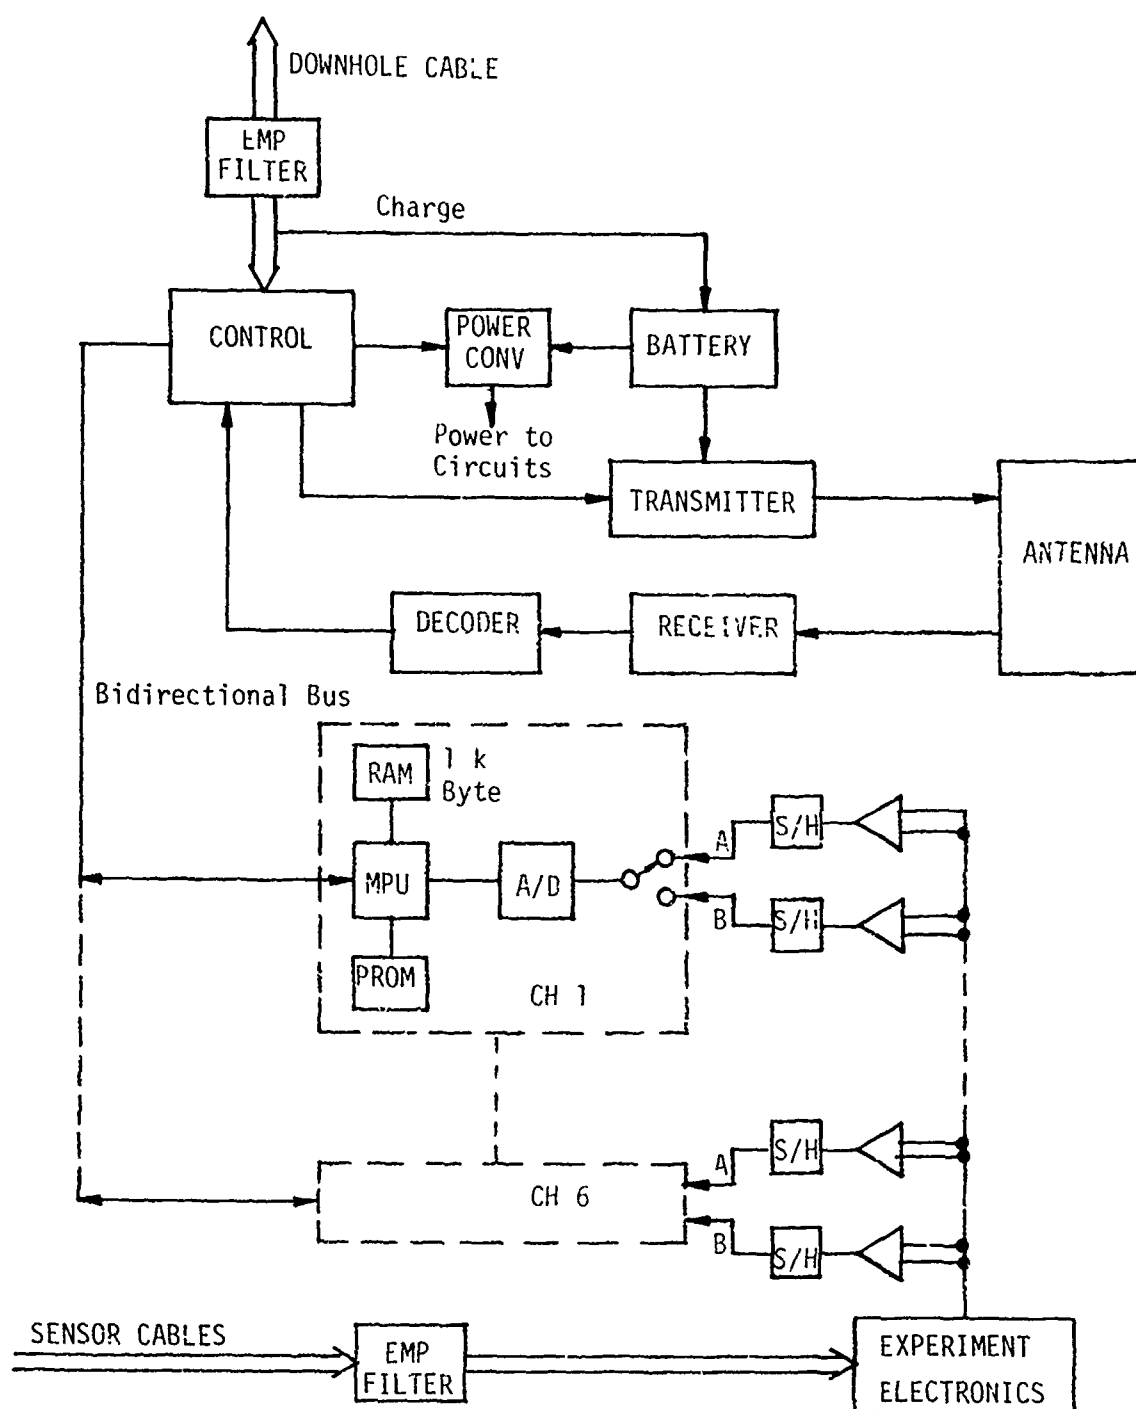 DOWNHOLE CABLE
EMP
FILTER
Charge
CONTROL
POWER
CONV
BATTERY
Power to
Circuits
TRANSMITTER
ANTENNA
DECODER
RECEIVER
Bidirectional Bus
RAM
1 k
Byte
MPU
A/D
PROM
CH 1
A
S/H
B
S/H
A
S/H
CH 6
B
S/H
SENSOR CABLES
EMP
FILTER
EXPERIMENT
ELECTRONICS